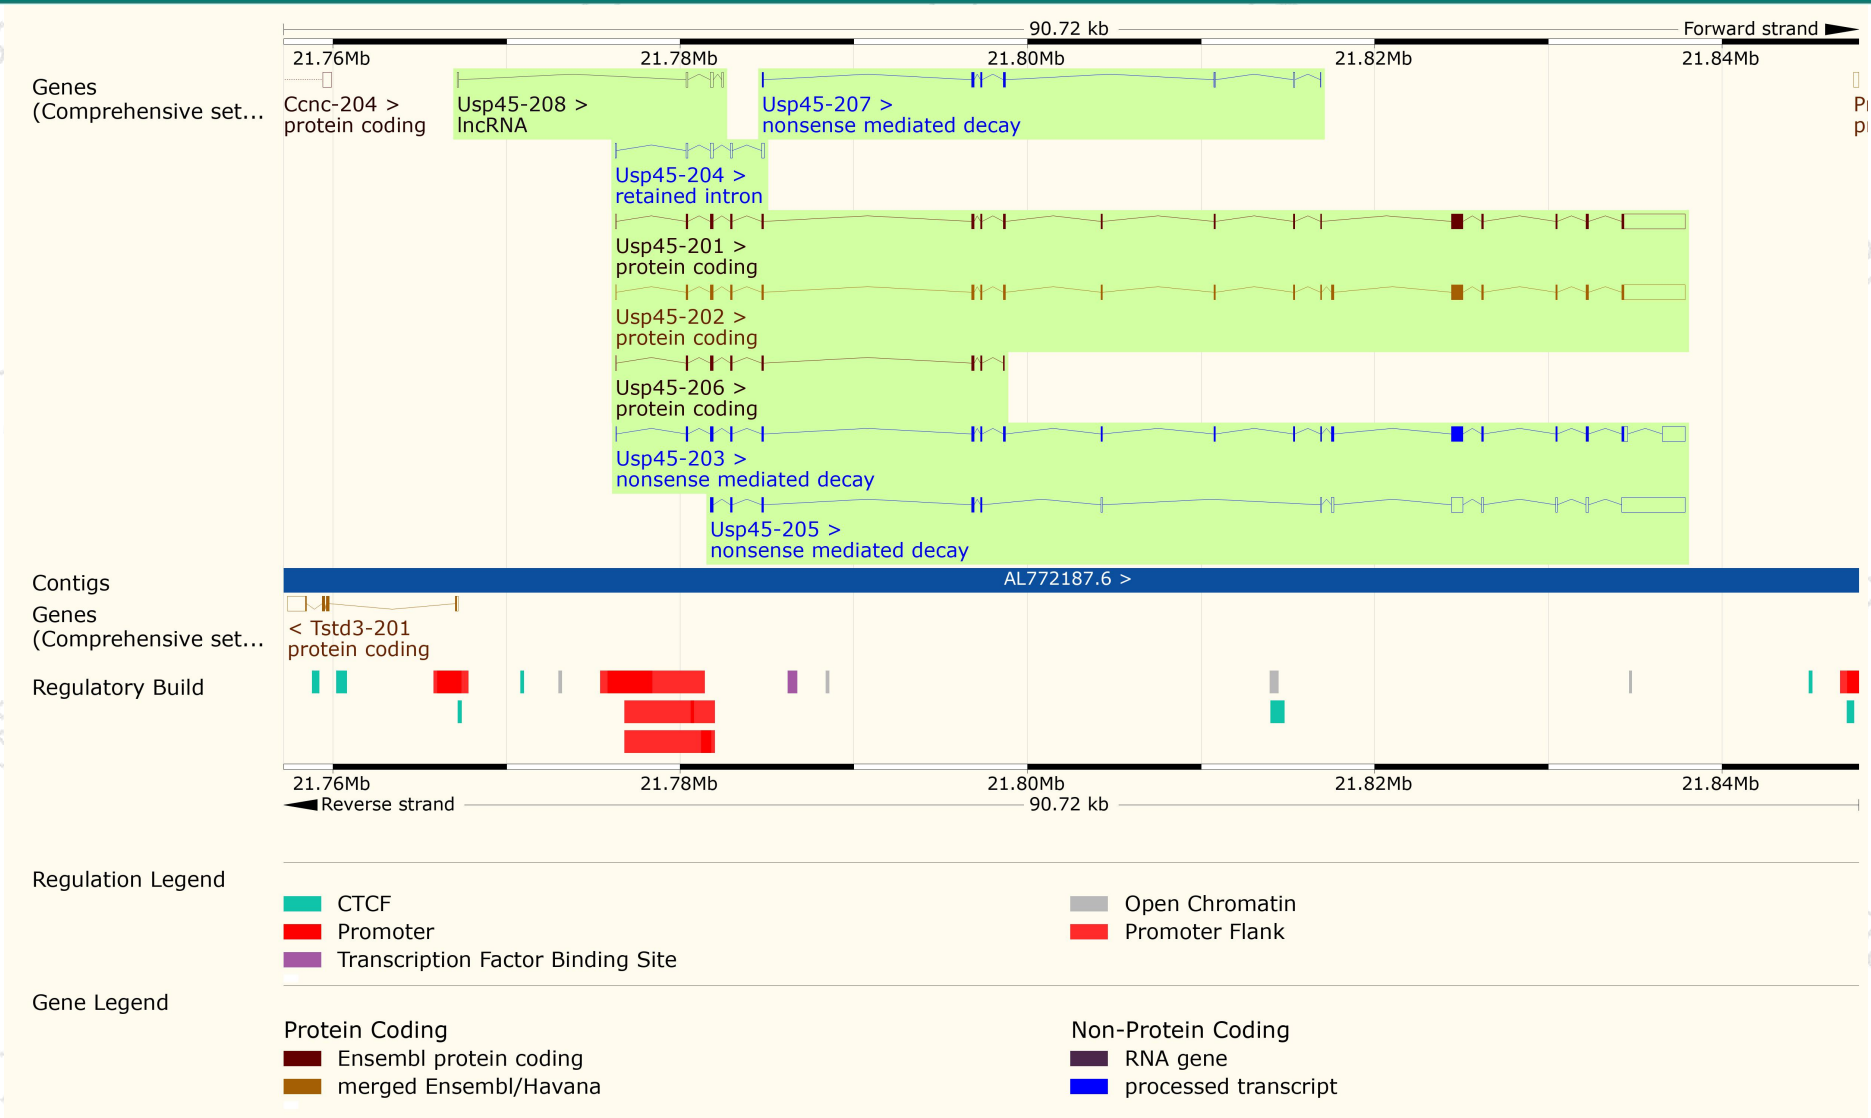 90.72 kb
Forward strand
21.76Mb 21.78Mb 21.80Mb 21.82Mb 21.84Mb
Genes
(Comprehensive set...
Ccnc-204 >
protein coding
Usp45-208 >
lncRNA
Usp45-207 >
nonsense mediated decay
Usp45-204 >
retained intron
Usp45-201 >
protein coding
Usp45-202 >
protein coding
Usp45-206 >
protein coding
Usp45-203 >
nonsense mediated decay
Usp45-205 >
nonsense mediated decay
Contigs
AL772187.6 >
Genes
(Comprehensive set...
< Tstd3-201
protein coding
Regulatory Build
21.76Mb 21.78Mb 21.80Mb 21.82Mb 21.84Mb
Reverse strand
90.72 kb
Regulation Legend
CTCF
Open Chromatin
Promoter
Promoter Flank
Transcription Factor Binding Site
Gene Legend
Protein Coding
Non-Protein Coding
Ensembl protein coding
RNA gene
merged Ensembl/Havana
processed transcript